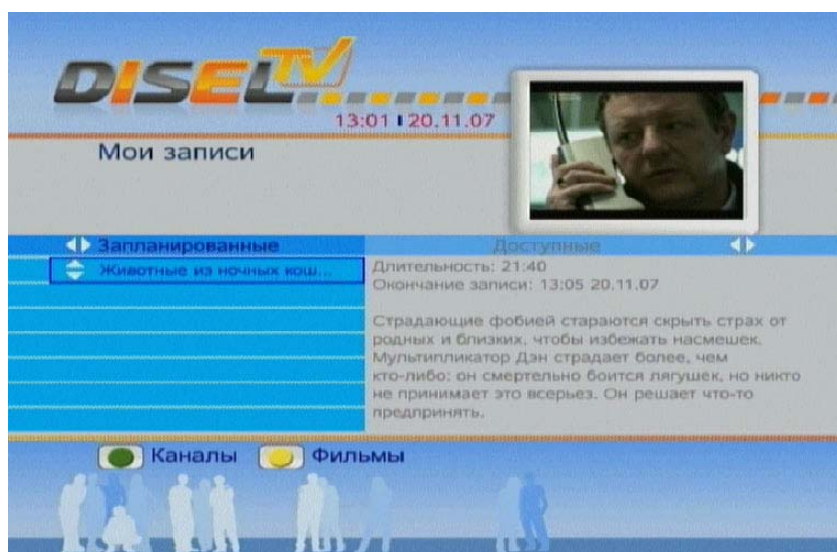 DISELTV
13:01 20.11.07
Мои записи
Запланированные
Доступные
Животные из ночных кош...
Длительность: 21:40
Окончание записи: 13:05 20.11.07
Страдающие фобией стараются скрыть страх от
родных и близких, чтобы избежать насмешек.
Мультипликатор Дэн страдает более, чем
кто-либо: он смертельно боится лягушек, но никто
не принимает это всерьез. Он решает что-то
предпринять.
Каналы Фильмы